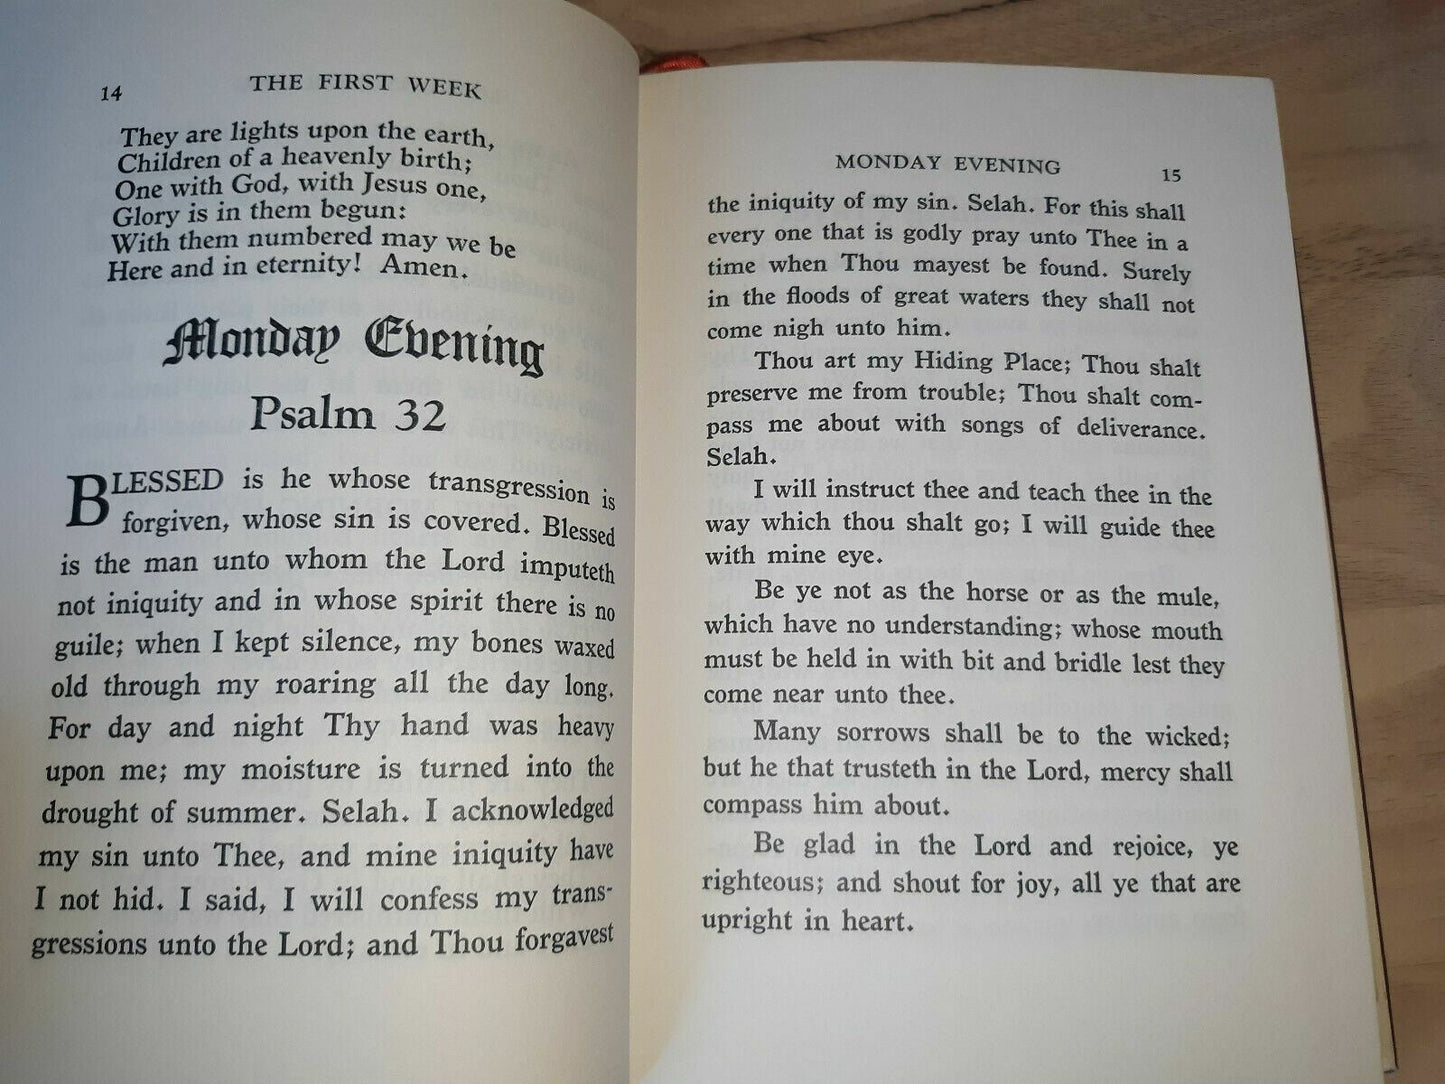 14 THE FIRST WEEK
They are lights upon the earth,
Children of a heavenly birth;
One with God, with Jesus one,
Glory is in them begun:
With them numbered may we be
Here and in eternity! Amen.
Monday Evening
Psalm 32
BLESSED is he whose transgression is
forgiven, whose sin is covered. Blessed
is the man unto whom the Lord imputeth
not iniquity and in whose spirit there is no
guile; when I kept silence, my bones waxed
old through my roaring all the day long.
For day and night Thy hand was heavy
upon me; my moisture is turned into the
drought of summer. Selah. I acknowledged
my sin unto Thee, and mine iniquity have
I not hid. I said, I will confess my trans-
gressions unto the Lord; and Thou forgavest
MONDAY EVENING 15
the iniquity of my sin. Selah. For this shall
every one that is godly pray unto Thee in a
time when Thou mayest be found. Surely
in the floods of great waters they shall not
come nigh unto him.
Thou art my Hiding Place; Thou shalt
preserve me from trouble; Thou shalt com-
pass me about with songs of deliverance.
Selah.
I will instruct thee and teach thee in the
way which thou shalt go; I will guide thee
with mine eye.
Be ye not as the horse or as the mule,
which have no understanding; whose mouth
must be held in with bit and bridle lest they
come near unto thee.
Many sorrows shall be to the wicked;
but he that trusteth in the Lord, mercy shall
compass him about.
Be glad in the Lord and rejoice, ye
righteous; and shout for joy, all ye that are
upright in heart.